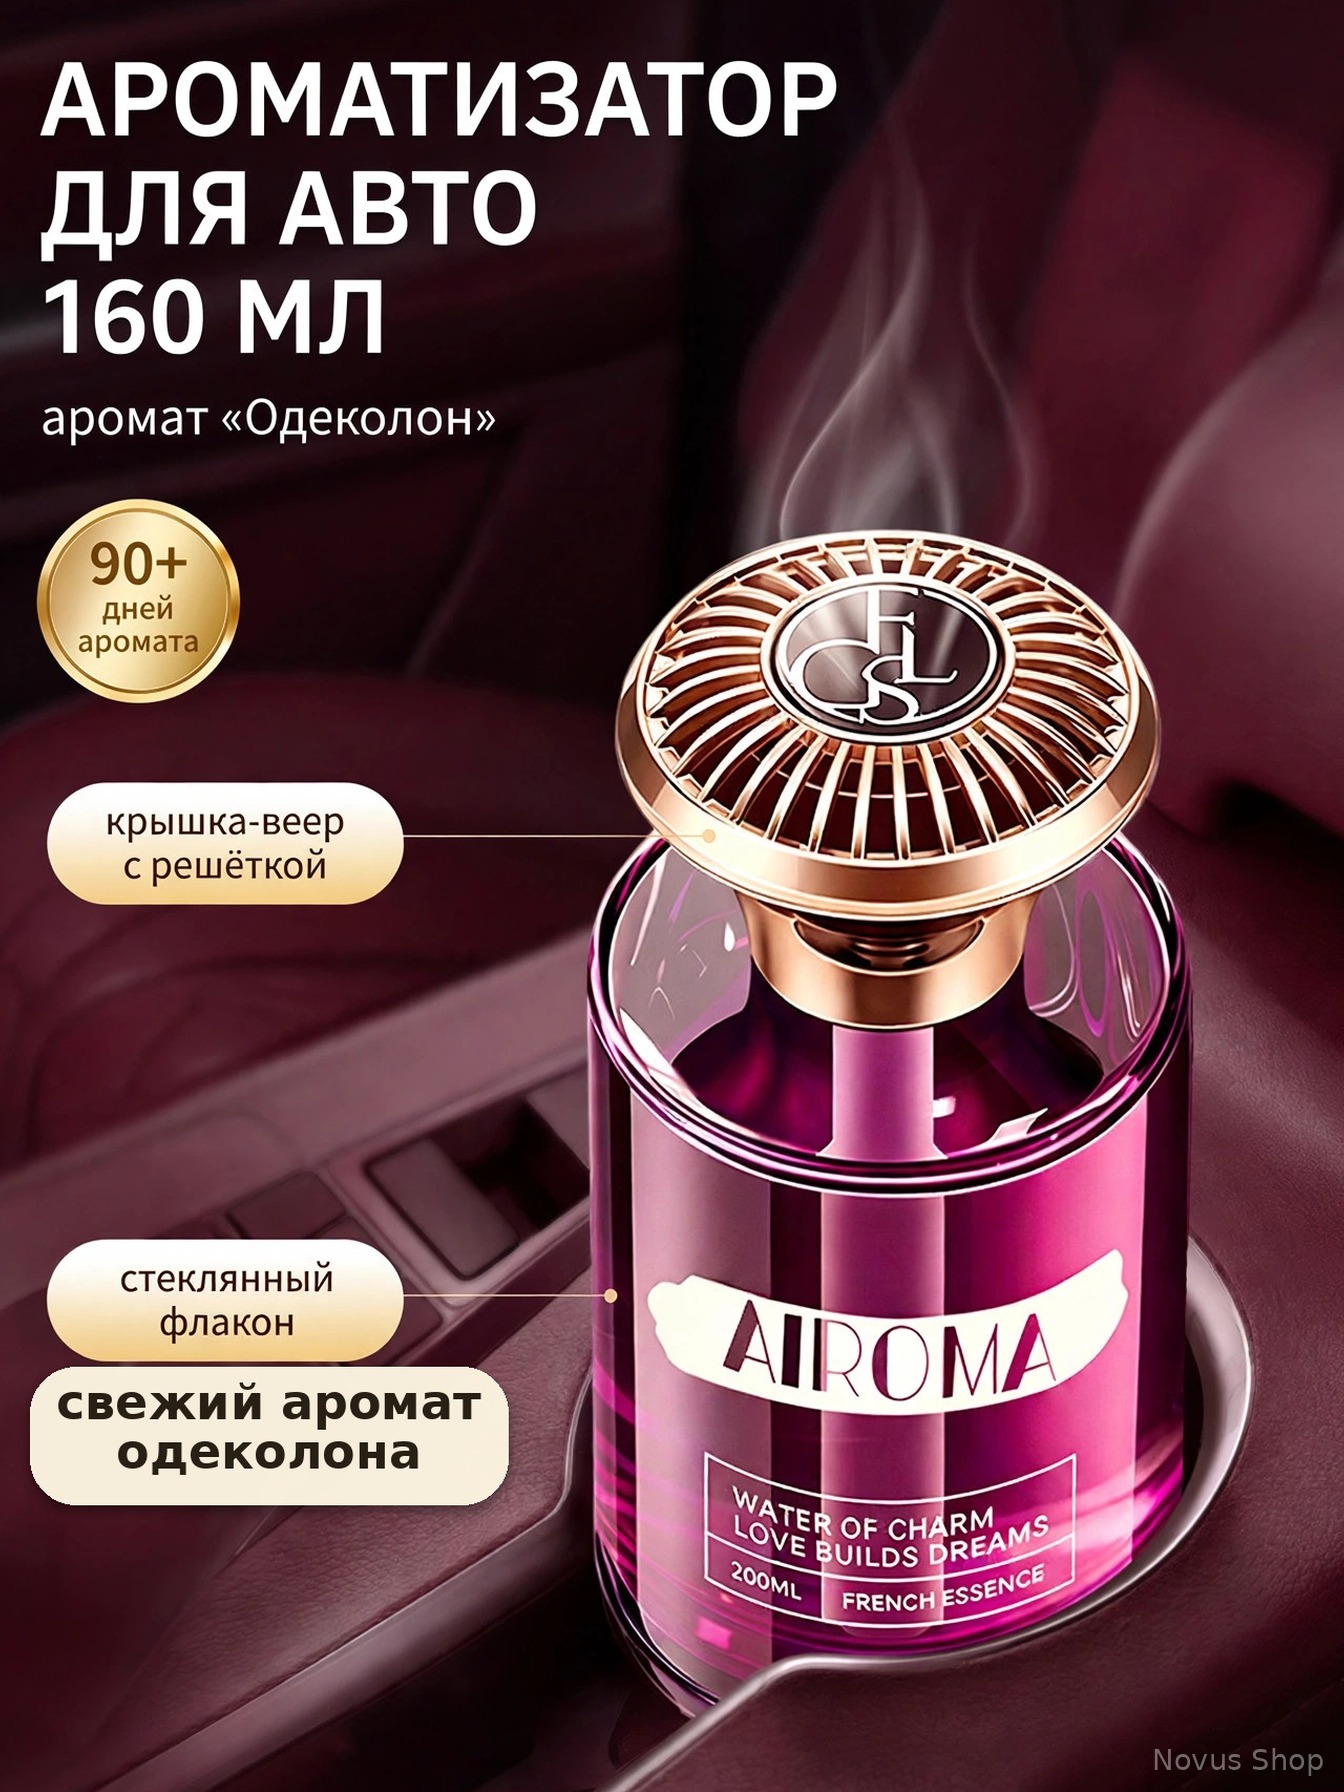 АРОМАТИЗАТОР
ДЛЯ АВТО
160 МЛ
аромат «Одеколон»
90+
дней
аромата
крышка-веер
с решёткой
стеклянный
флакон
свежий аромат
одеколона
AIROMA
WATER OF CHARM
LOVE BUILDS DREAMS
200ML FRENCH ESSENCE
Novus Shop